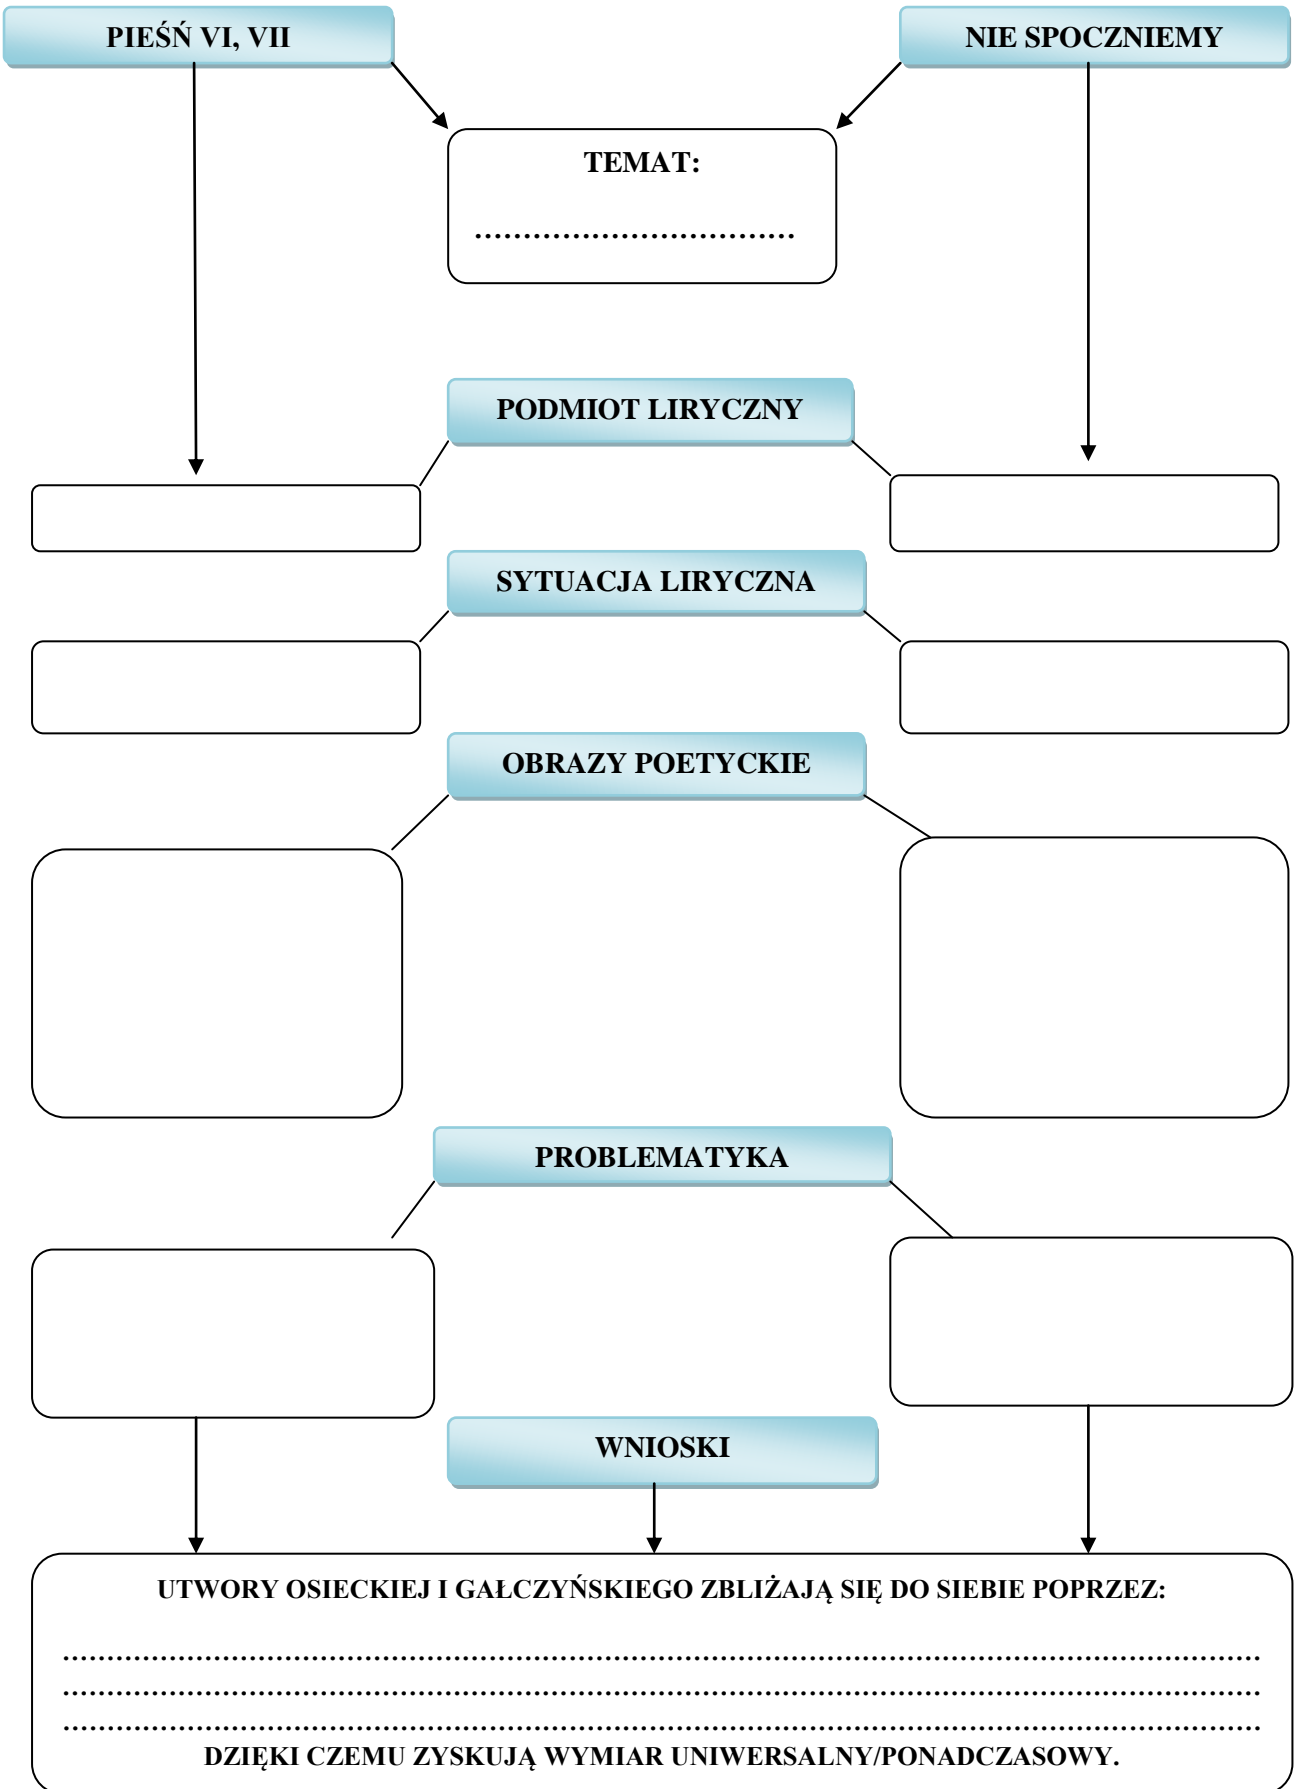 PIEŚŃ VI, VII
NIE SPOCZNIEMY
TEMAT:
……………………………
PODMIOT LIRYCZNY
SYTUACJA LIRYCZNA
OBRAZY POETYCKIE
PROBLEMATYKA
WNIOSKI
UTWORY OSIECKIEJ I GAŁCZYŃSKIEGO ZBLIŻAJĄ SIĘ DO SIEBIE POPRZEZ:
………………………………………………………………………………………………………………………
………………………………………………………………………………………………………………………
………………………………………………………………………………………………………………………
DZIĘKI CZEMU ZYSKUJĄ WYMIAR UNIWERSALNY/PONADCZASOWY.